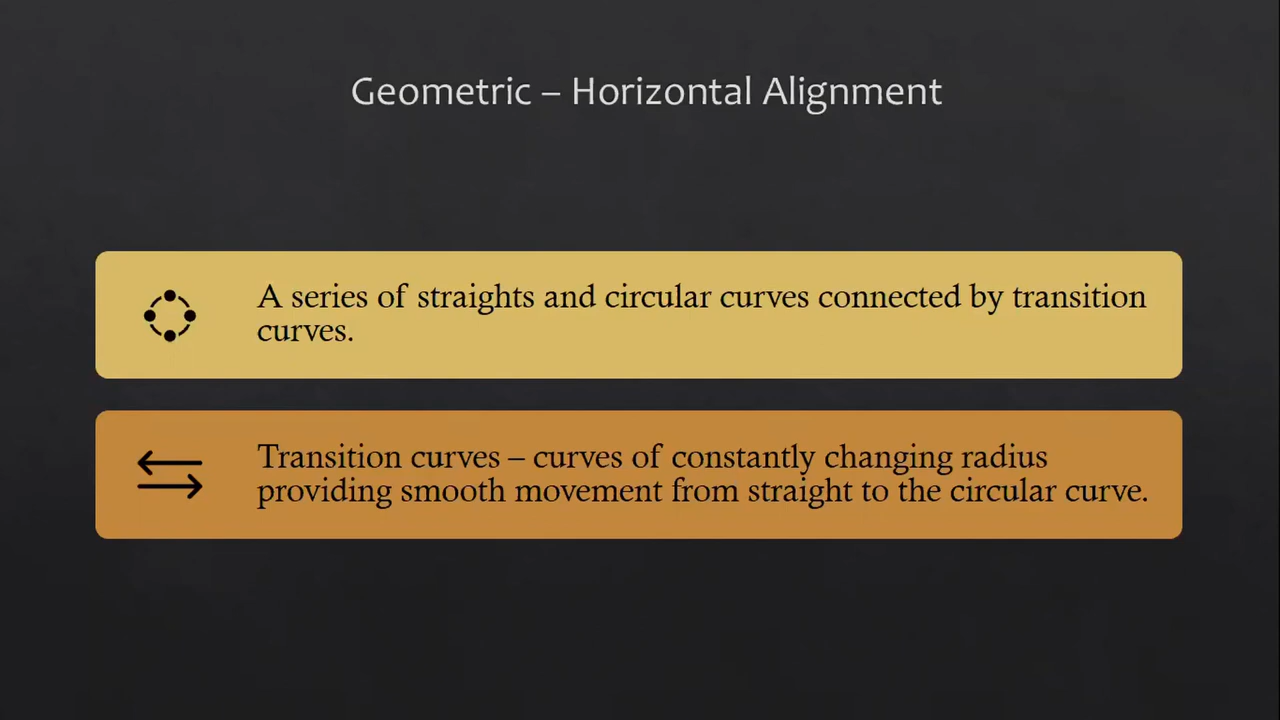 Geometric – Horizontal Alignment
A series of straights and circular curves connected by transition
curves.
Transition curves – curves of constantly changing radius
providing smooth movement from straight to the circular curve.